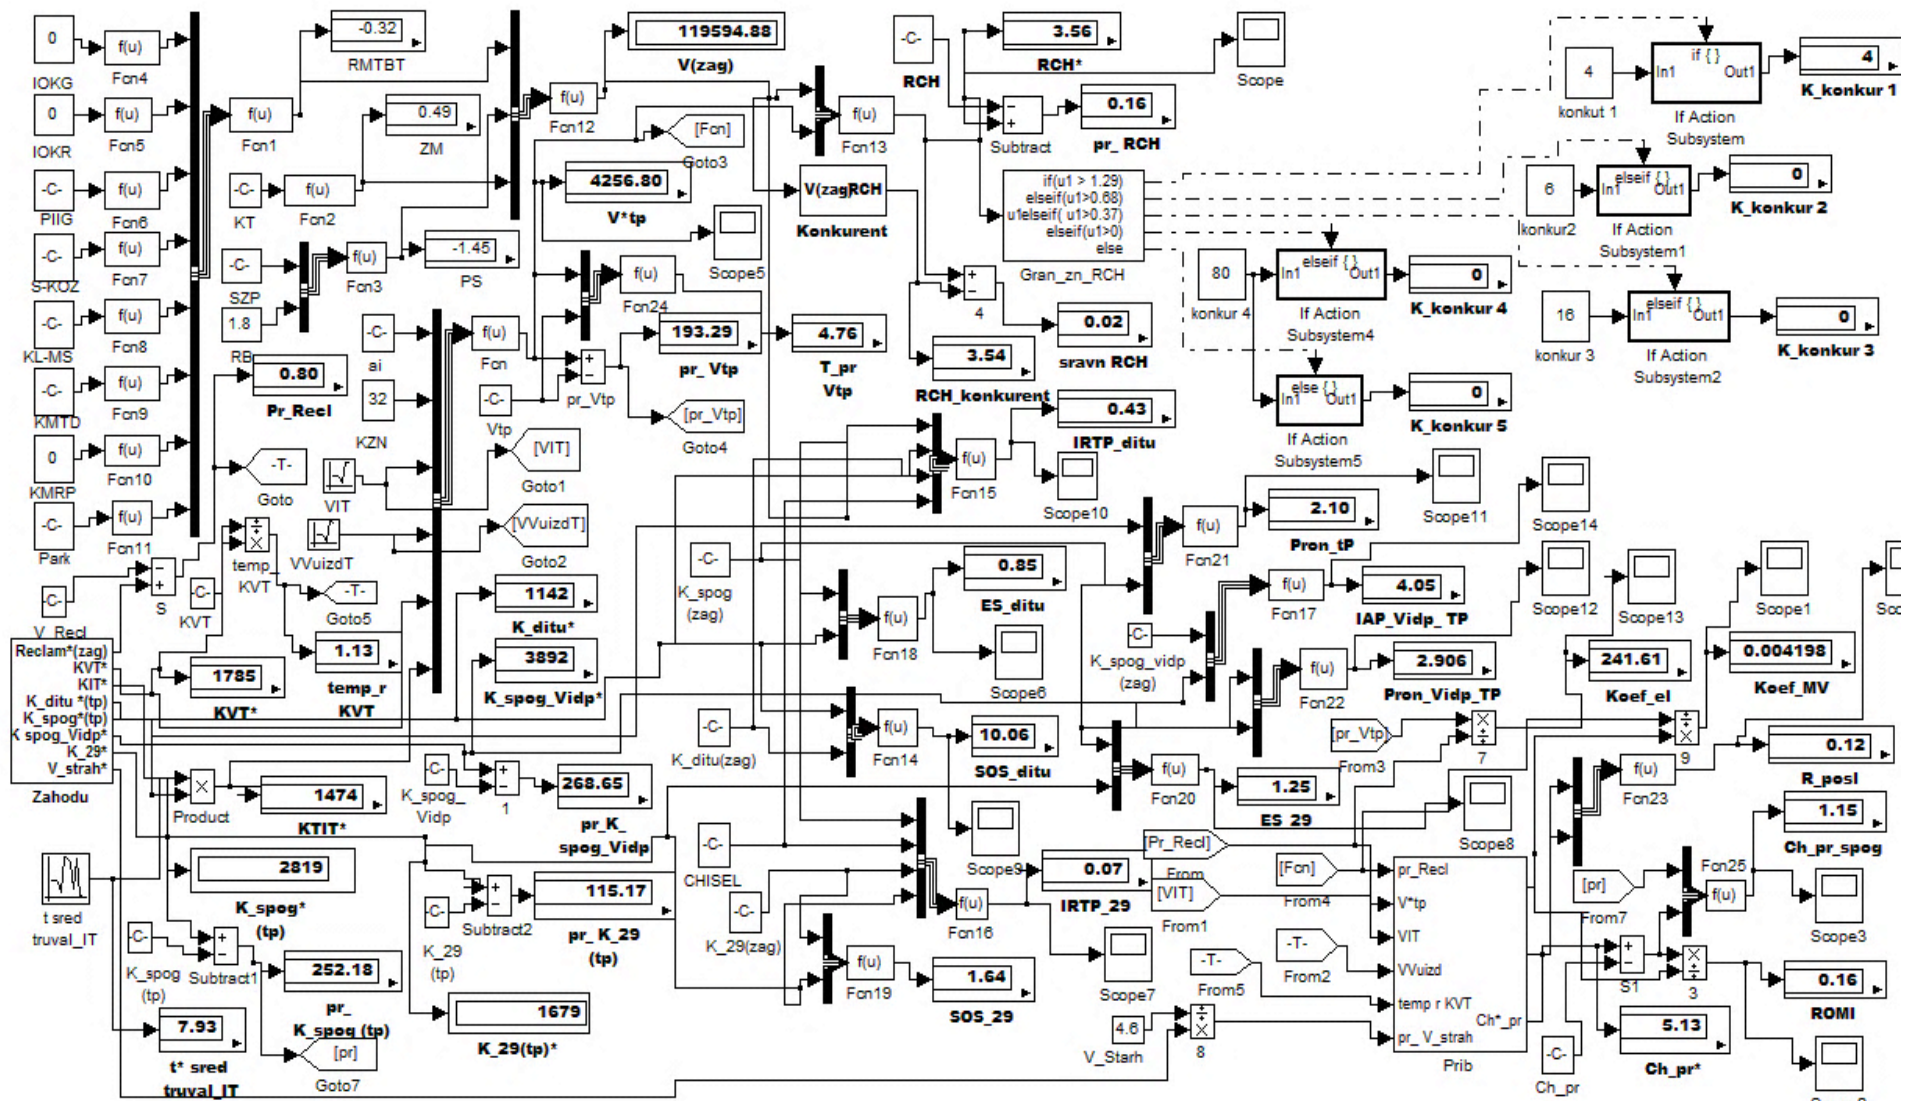 0
IOKG
f(u)
Fcn4
0
IOKR
f(u)
Fcn5
-C-
PIIG
f(u)
Fcn6
-C-
S-KOZ
f(u)
Fcn7
-C-
KL-MS
f(u)
Fcn8
-C-
KMTD
f(u)
Fcn9
0
KMRP
f(u)
Fcn10
-C-
Park
f(u)
Fcn11
f(u)
Fcn1
-0.32
RMTBT
0.49
ZM
-C-
KT
f(u)
Fcn2
-C-
SZP
1.8
RB
f(u)
Fcn3
-1.45
PS
0.80
Pr_Recl
-T-
Goto
-C-
ai
32
KZN
VIT
VVuizdT
f(u)
Fcn
-C-
Vtp
[VIT]
Goto1
[VVuizdT]
Goto2
temp_
KVT
-C-
KVT
-T-
Goto5
1.13
temp_r
KVT
S
-C-
V_Recl
f(u)
Fcn12
119594.88
V(zag)
[Fcn]
Goto3
4256.80
V*tp
Scope5
f(u)
Fcn24
pr_Vtp
193.29
pr_ Vtp
4.76
T_pr
Vtp
[pr_Vtp]
Goto4
f(u)
Fcn13
V(zag)RCH
Konkurent
-C-
RCH
3.56
RCH*
Scope
Subtract
0.16
pr_ RCH
if(u1 > 1.29)
elseif(u1>0.68)
u1elseif( u1>0.37)
elseif(u1>0)
else
Gran_zn_RCH
4
0.02
sravn RCH
3.54
RCH_konkurent
4
konkut 1
if { }
In1 Out1
If Action
Subsystem
4
K_konkur 1
6
konkur2
elseif { }
In1 Out1
If Action
Subsystem1
0
K_konkur 2
80
konkur 4
elseif { }
In1 Out1
If Action
Subsystem4
0
K_konkur 4
16
konkur 3
elseif { }
In1 Out1
If Action
Subsystem2
0
K_konkur 3
else { }
In1 Out1
If Action
Subsystem5
0
K_konkur 5
f(u)
Fcn15
0.43
IRTP_ditu
Scope10
f(u)
Fcn21
2.10
Pron_tP
Scope11
Scope14
-C-
K_spog
(zag)
f(u)
Fcn18
0.85
ES_ditu
Scope6
f(u)
Fcn17
4.05
IAP_Vidp_ TP
Scope12
-C-
K_spog_vidp
(zag)
f(u)
Fcn22
2.906
Pron_Vidp_TP
Scope13
241.61
Koef_el
Scope1
0.004198
Koef_MV
Reclam*(zag)
KVT*
KIT*
K_ditu *(tp)
K_spog*(tp)
K spog_Vidp*
K_29*
V_strah*
Zahodu
1785
KVT*
1142
K_ditu*
3892
K_spog_Vidp*
Product
1474
KTIT*
-C-
K_spog_
Vidp
1
268.65
pr_K_
spog_Vidp
-C-
K_ditu(zag)
f(u)
Fcn14
10.06
SOS_ditu
Scope9
f(u)
Fcn20
1.25
ES_29
Scope8
[pr_Vtp]
From3
7
9
f(u)
Fcn23
0.12
R_posl
t sred
truval_IT
2819
K_spog*
(tp)
-C-
K_spog
(tp)
Subtract1
252.18
pr_
K_spog (tp)
7.93
t* sred
truval_IT
[pr]
Goto7
-C-
K_29
(tp)
Subtract2
115.17
pr_ K_29
(tp)
1679
K_29(tp)*
-C-
CHISEL
-C-
K_29(zag)
f(u)
Fcn16
0.07
IRTP_29
Scope7
f(u)
Fcn19
1.64
SOS_29
[Pr_Recl]
From
[VIT]
From1
[Fcn]
From4
-T-
From2
-T-
From5
4.6
V_Starh
8
pr_Recl
V*tp
VIT
VVuizd
temp r KVT
pr_ V_strah
Ch*_pr
Prib
[pr]
From7
f(u)
Fcn25
1.15
Ch_pr_spog
Scope3
S1
3
0.16
ROMI
-C-
Ch_pr
5.13
Ch_pr*